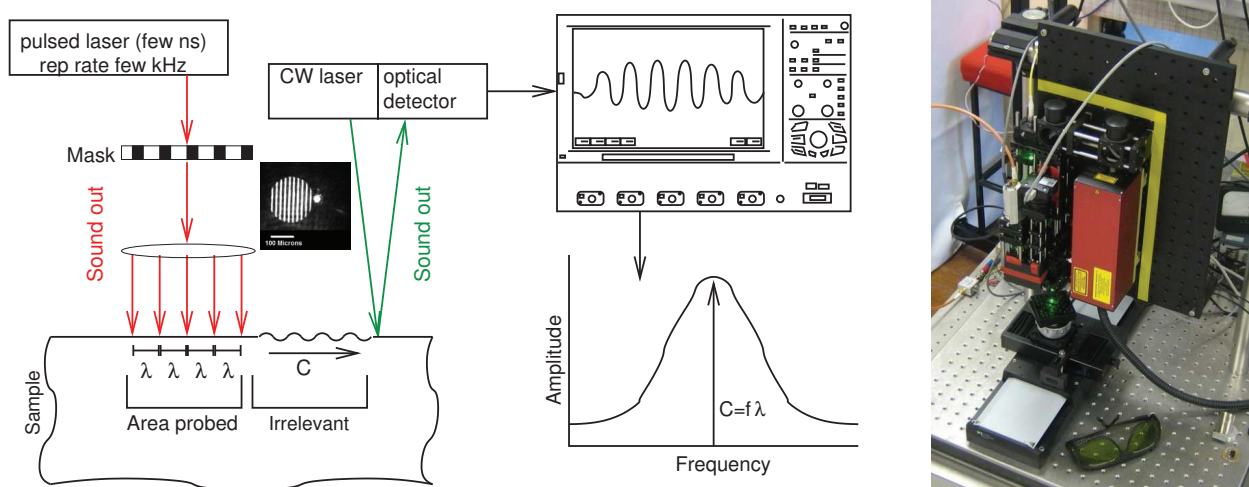 pulsed laser (few ns)
rep rate few kHz
Mask
Sound out
100 Microns
CW laser
optical
detector
Sound out
λ λ λ λ
C
Area probed
Irrelevant
Sample
Amplitude
C=f λ
Frequency